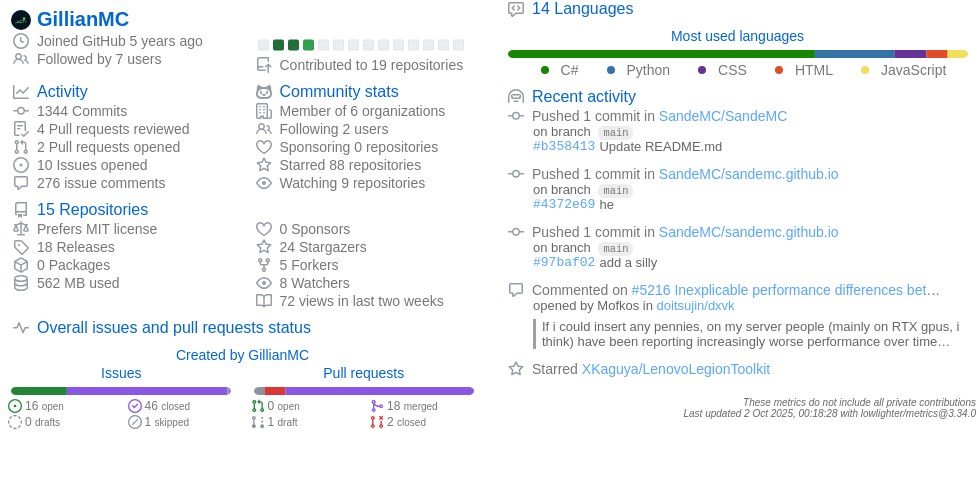 GillianMC
Joined GitHub 5 years ago
Followed by 7 users
Contributed to 19 repositories
Activity
1344 Commits
4 Pull requests reviewed
2 Pull requests opened
10 Issues opened
276 issue comments
Community stats
Member of 6 organizations
Following 2 users
Sponsoring 0 repositories
Starred 88 repositories
Watching 9 repositories
15 Repositories
Prefers MIT license
18 Releases
0 Packages
562 MB used
0 Sponsors
24 Stargazers
5 Forkers
8 Watchers
72 views in last two weeks
Overall issues and pull requests status
Created by GillianMC
Issues
16 open
46 closed
0 drafts
1 skipped
Pull requests
0 open
18 merged
1 draft
2 closed
14 Languages
Most used languages
C# Python CSS HTML JavaScript
Recent activity
Pushed 1 commit in SandeMC/SandeMC
on branch main
#b358413 Update README.md
Pushed 1 commit in SandeMC/sandemc.github.io
on branch main
#4372e69 he
Pushed 1 commit in SandeMC/sandemc.github.io
on branch main
#97baf02 add a silly
Commented on #5216 Inexplicable performance differences bet…
opened by Mofkos in doitsujin/dxvk
If i could insert any pennies, on my server people (mainly on RTX gpus, i
think) have been reporting increasingly worse performance over time…
Starred XKaguya/LenovoLegionToolkit
These metrics do not include all private contributions
Last updated 2 Oct 2025, 00:18:28 with lowlighter/metrics@3.34.0